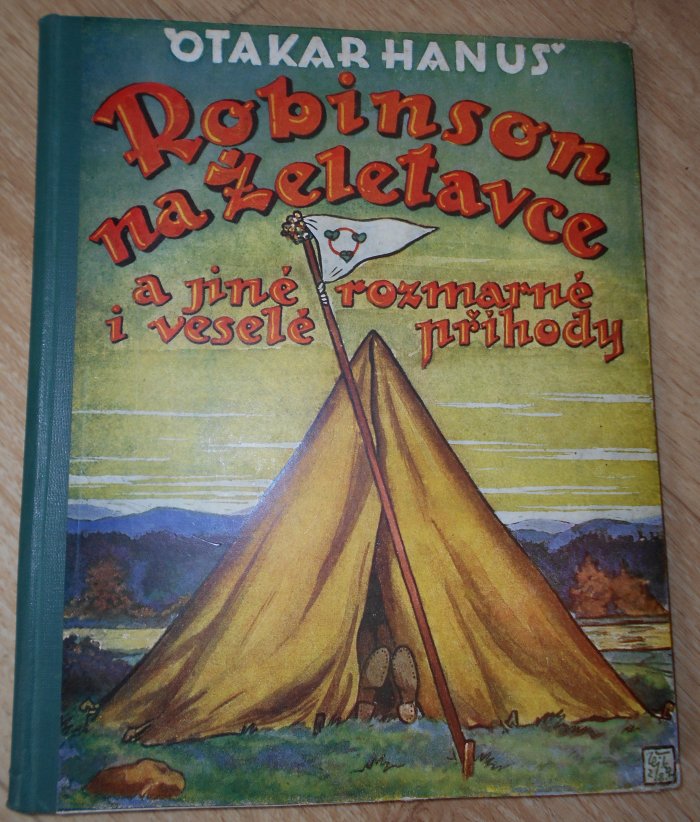 OTAKAR HANUŠ
Robinson
na Želetavce
a jiné rozmarné
i veselé příhody